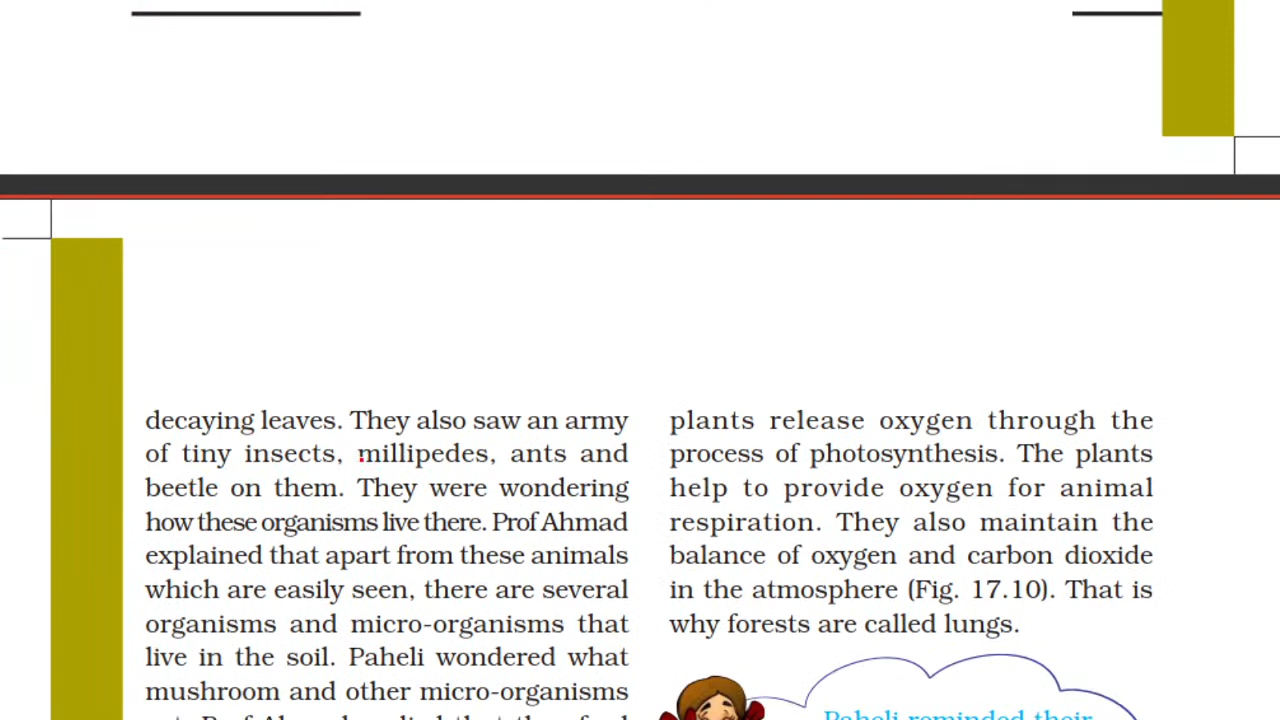 decaying leaves. They also saw an army
of tiny insects, millipedes, ants and
beetle on them. They were wondering
how these organisms live there. Prof Ahmad
explained that apart from these animals
which are easily seen, there are several
organisms and micro-organisms that
live in the soil. Paheli wondered what
mushroom and other micro-organisms
plants release oxygen through the
process of photosynthesis. The plants
help to provide oxygen for animal
respiration. They also maintain the
balance of oxygen and carbon dioxide
in the atmosphere (Fig. 17.10). That is
why forests are called lungs.
Paheli reminded their